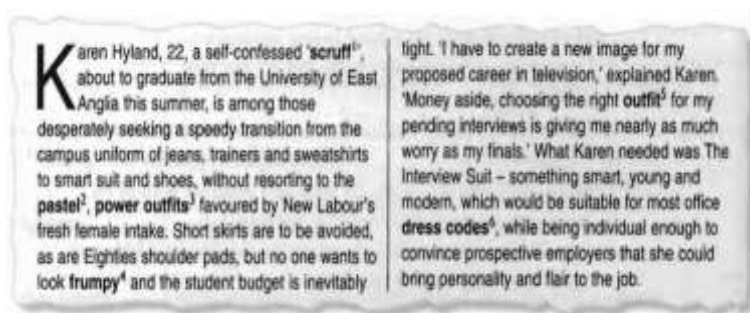 Karen Hyland, 22, a self-confessed 'scruff¹',
about to graduate from the University of East
Anglia this summer, is among those
desperately seeking a speedy transition from the
campus uniform of jeans, trainers and sweatshirts
to smart suit and shoes, without resorting to the
pastel², power outfits³ favoured by New Labour's
fresh female intake. Short skirts are to be avoided,
as are Eighties shoulder pads, but no one wants to
look frumpy⁴ and the student budget is inevitably
tight. 'I have to create a new image for my
proposed career in television,' explained Karen.
'Money aside, choosing the right outfit⁵ for my
pending interviews is giving me nearly as much
worry as my finals.' What Karen needed was The
Interview Suit – something smart, young and
modern, which would be suitable for most office
dress codes⁶, while being individual enough to
convince prospective employers that she could
bring personality and flair to the job.